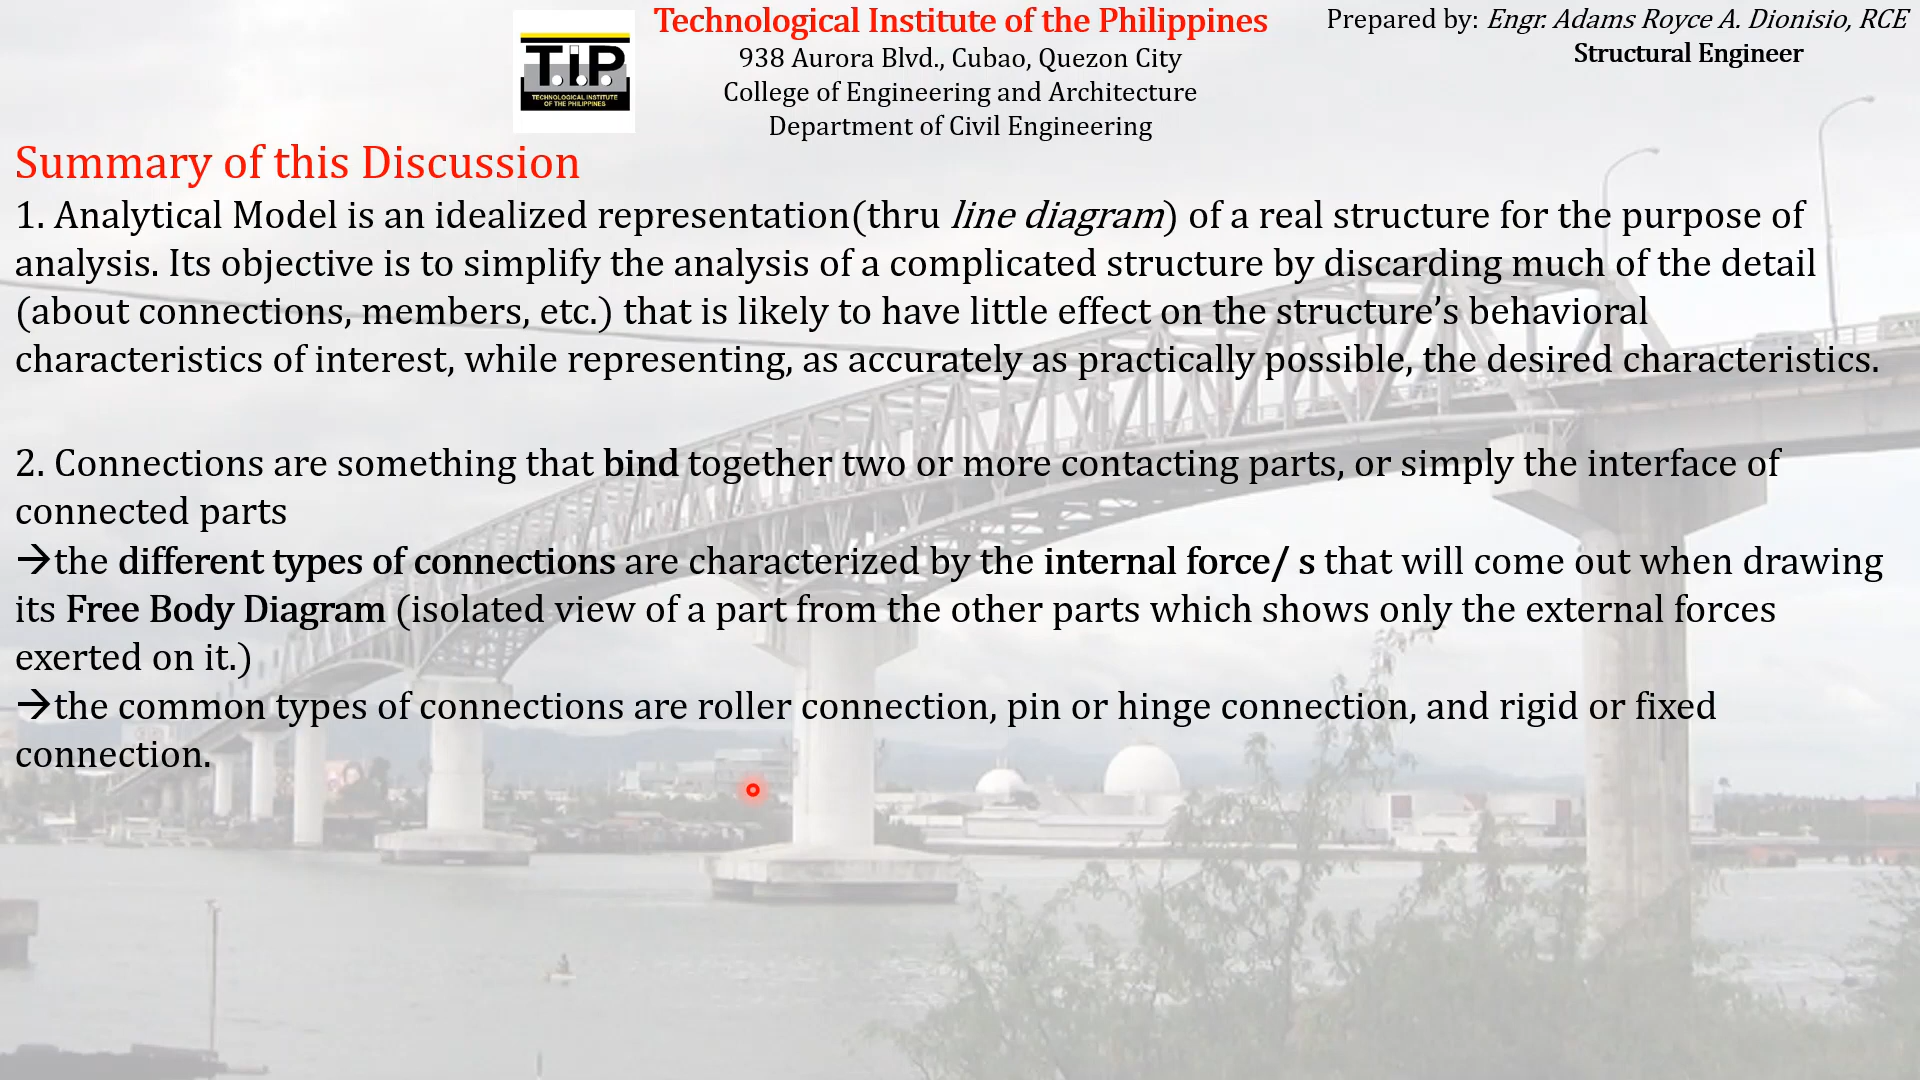 T.I.P
TECHNOLOGICAL INSTITUTE
OF THE PHILIPPINES
Technological Institute of the Philippines
938 Aurora Blvd., Cubao, Quezon City
College of Engineering and Architecture
Department of Civil Engineering
Prepared by: Engr. Adams Royce A. Dionisio, RCE
Structural Engineer
Summary of this Discussion
1. Analytical Model is an idealized representation(thru line diagram) of a real structure for the purpose of
analysis. Its objective is to simplify the analysis of a complicated structure by discarding much of the detail
(about connections, members, etc.) that is likely to have little effect on the structure’s behavioral
characteristics of interest, while representing, as accurately as practically possible, the desired characteristics.
2. Connections are something that bind together two or more contacting parts, or simply the interface of
connected parts
→the different types of connections are characterized by the internal force/ s that will come out when drawing
its Free Body Diagram (isolated view of a part from the other parts which shows only the external forces
exerted on it.)
→the common types of connections are roller connection, pin or hinge connection, and rigid or fixed
connection.